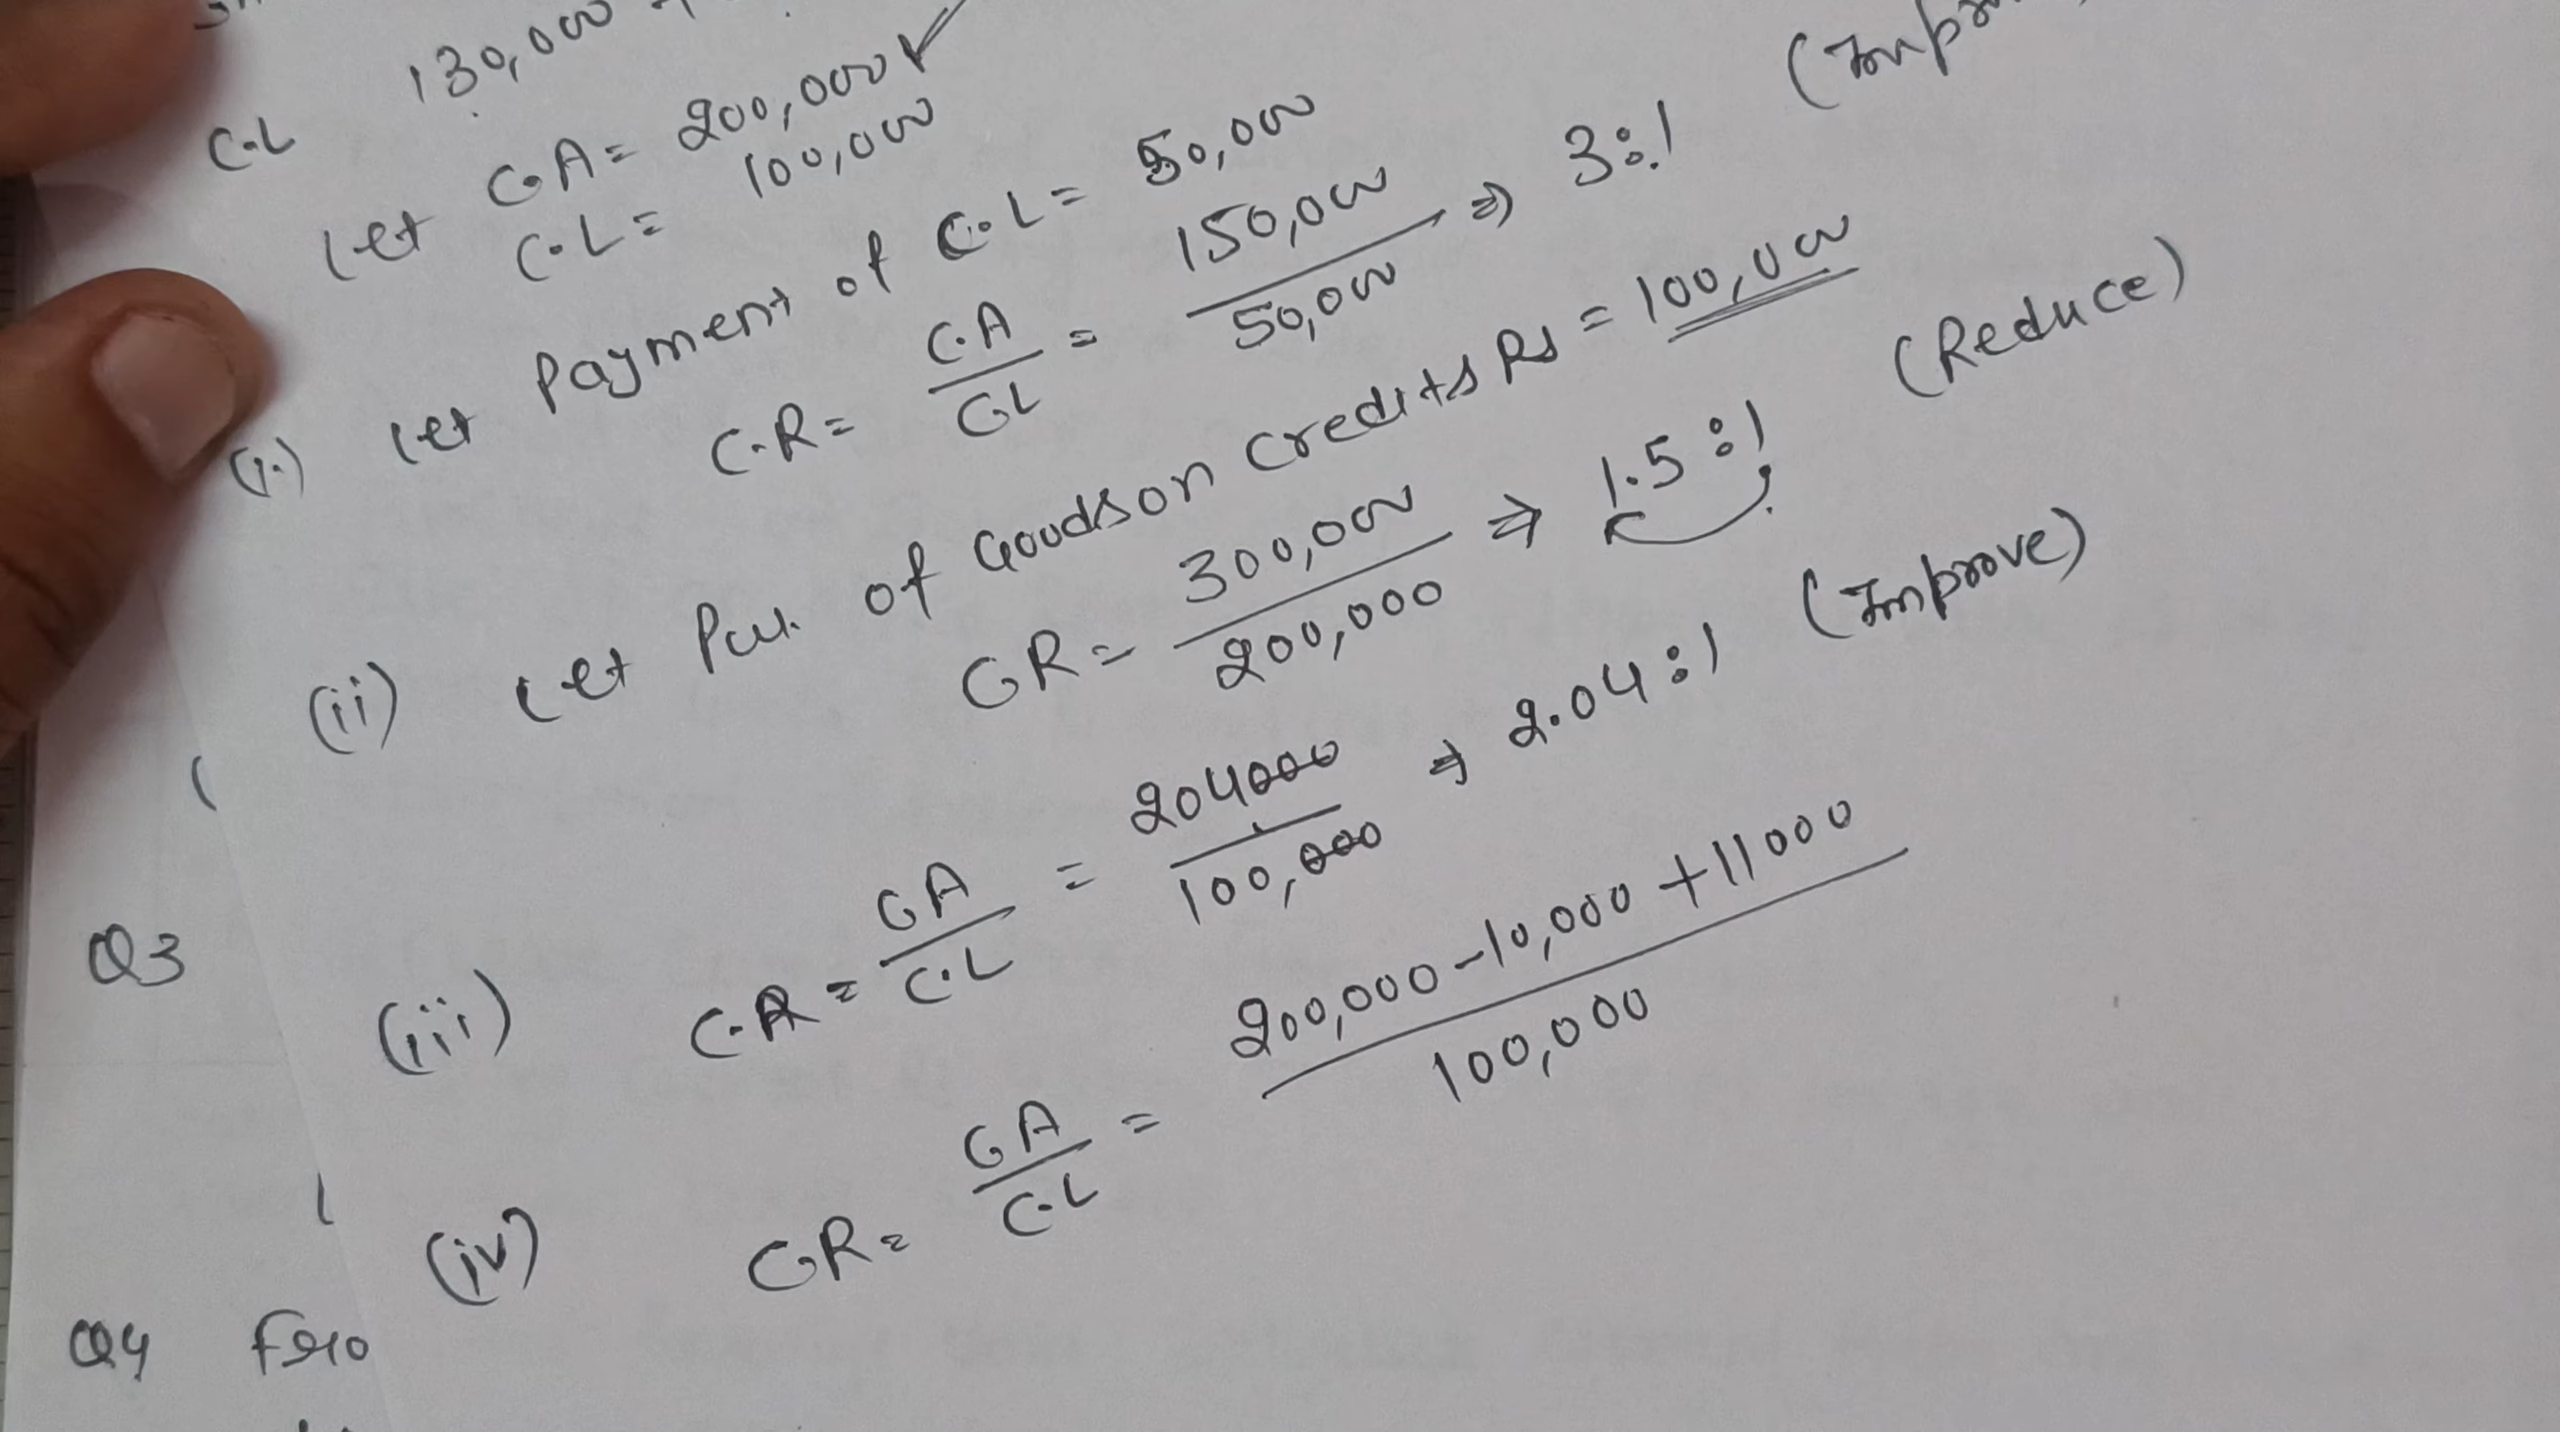 130,000
C.L
Let C.A = 200,000 ✓
C.L = 100,000
(i.) Let Payment of C.L = 50,000
C.R = C.A / C.L = 150,000 / 50,000 ⇒ 3:1
(ii) Let Pur. of Goods on Credits Rs = 100,000
C.R = 300,000 / 200,000 ⇒ 1.5:1 (Reduce)
Q3
(iii) C.R = C.A / C.L = 204000 / 100,000 ⇒ 2.04:1 (Improve)
(iv) C.R = C.A / C.L = 200,000 - 10,000 + 11000 / 100,000
Q4